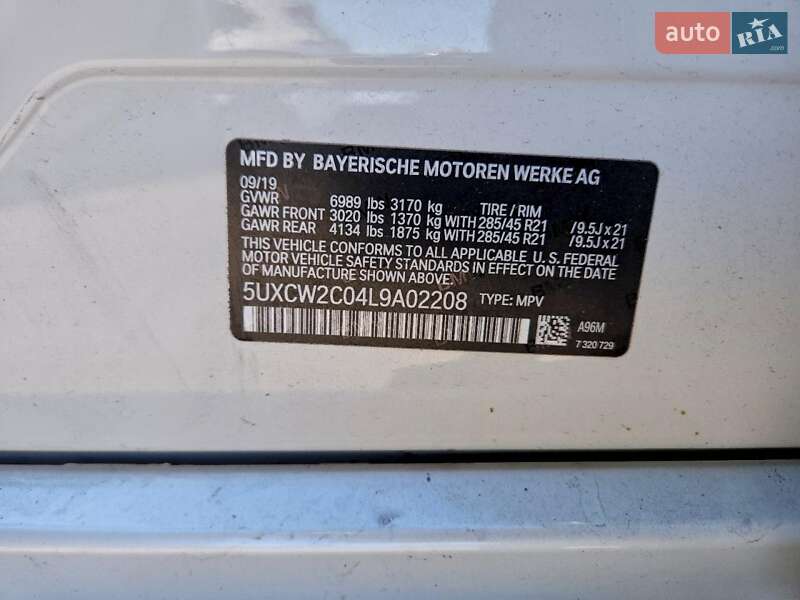 auto RIA .com
MFD BY BAYERISCHE MOTOREN WERKE AG
09/19
GVWR 6989 lbs 3170 kg TIRE / RIM
GAWR FRONT 3020 lbs 1370 kg WITH 285/45 R21 /9.5J x 21
GAWR REAR 4134 lbs 1875 kg WITH 285/45 R21 /9.5J x 21
THIS VEHICLE CONFORMS TO ALL APPLICABLE U. S. FEDERAL
MOTOR VEHICLE SAFETY STANDARDS IN EFFECT ON THE DATE
OF MANUFACTURE SHOWN ABOVE.
5UXCW2C04L9A02208 TYPE: MPV
A96M
7 320 729